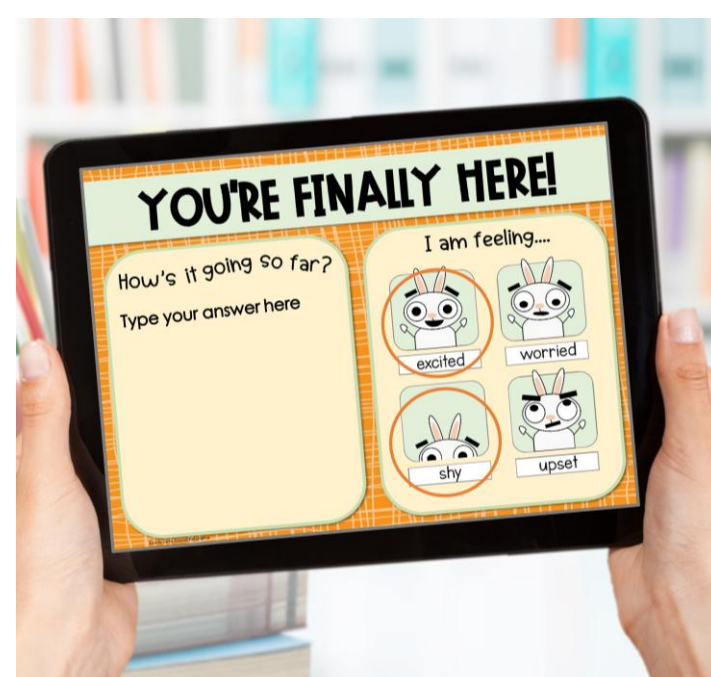 YOU'RE FINALLY HERE!
How's it going so far?
Type your answer here
I am feeling....
excited
worried
shy
upset